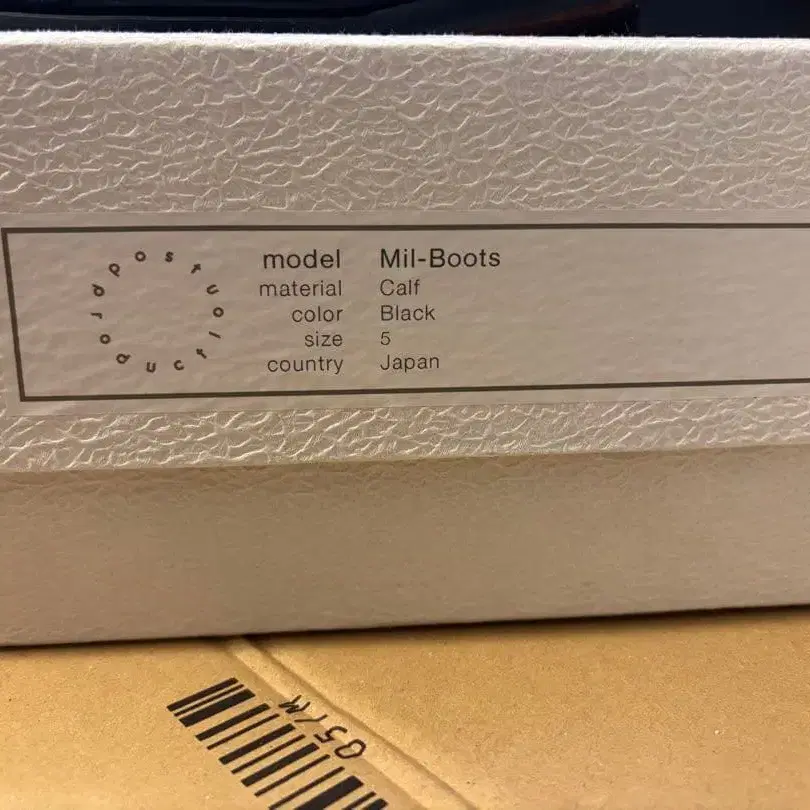 post production
model Mil-Boots
material Calf
color Black
size 5
country Japan